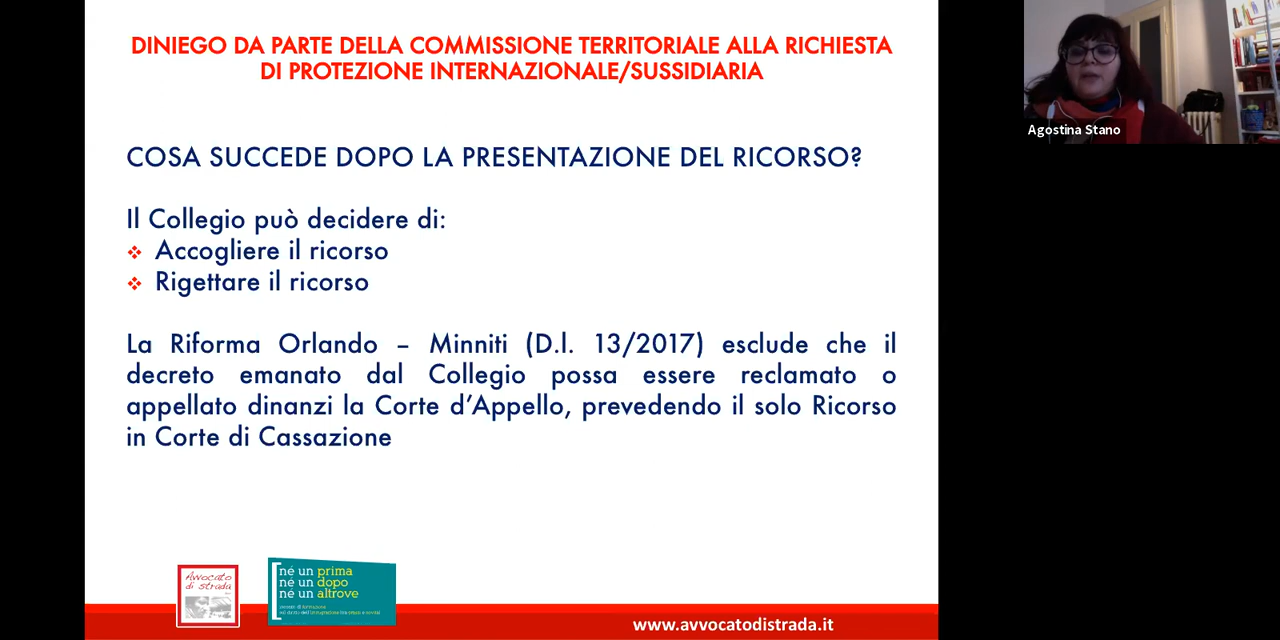 DINIEGO DA PARTE DELLA COMMISSIONE TERRITORIALE ALLA RICHIESTA
DI PROTEZIONE INTERNAZIONALE/SUSSIDIARIA
Agostina Stano
COSA SUCCEDE DOPO LA PRESENTAZIONE DEL RICORSO?
Il Collegio può decidere di:
Accogliere il ricorso
Rigettare il ricorso
La Riforma Orlando – Minniti (D.l. 13/2017) esclude che il
decreto emanato dal Collegio possa essere reclamato o
appellato dinanzi la Corte d’Appello, prevedendo il solo Ricorso
in Corte di Cassazione
Avvocato
di strada
[né un prima
né un dopo
né un altrove
www.avvocatodistrada.it